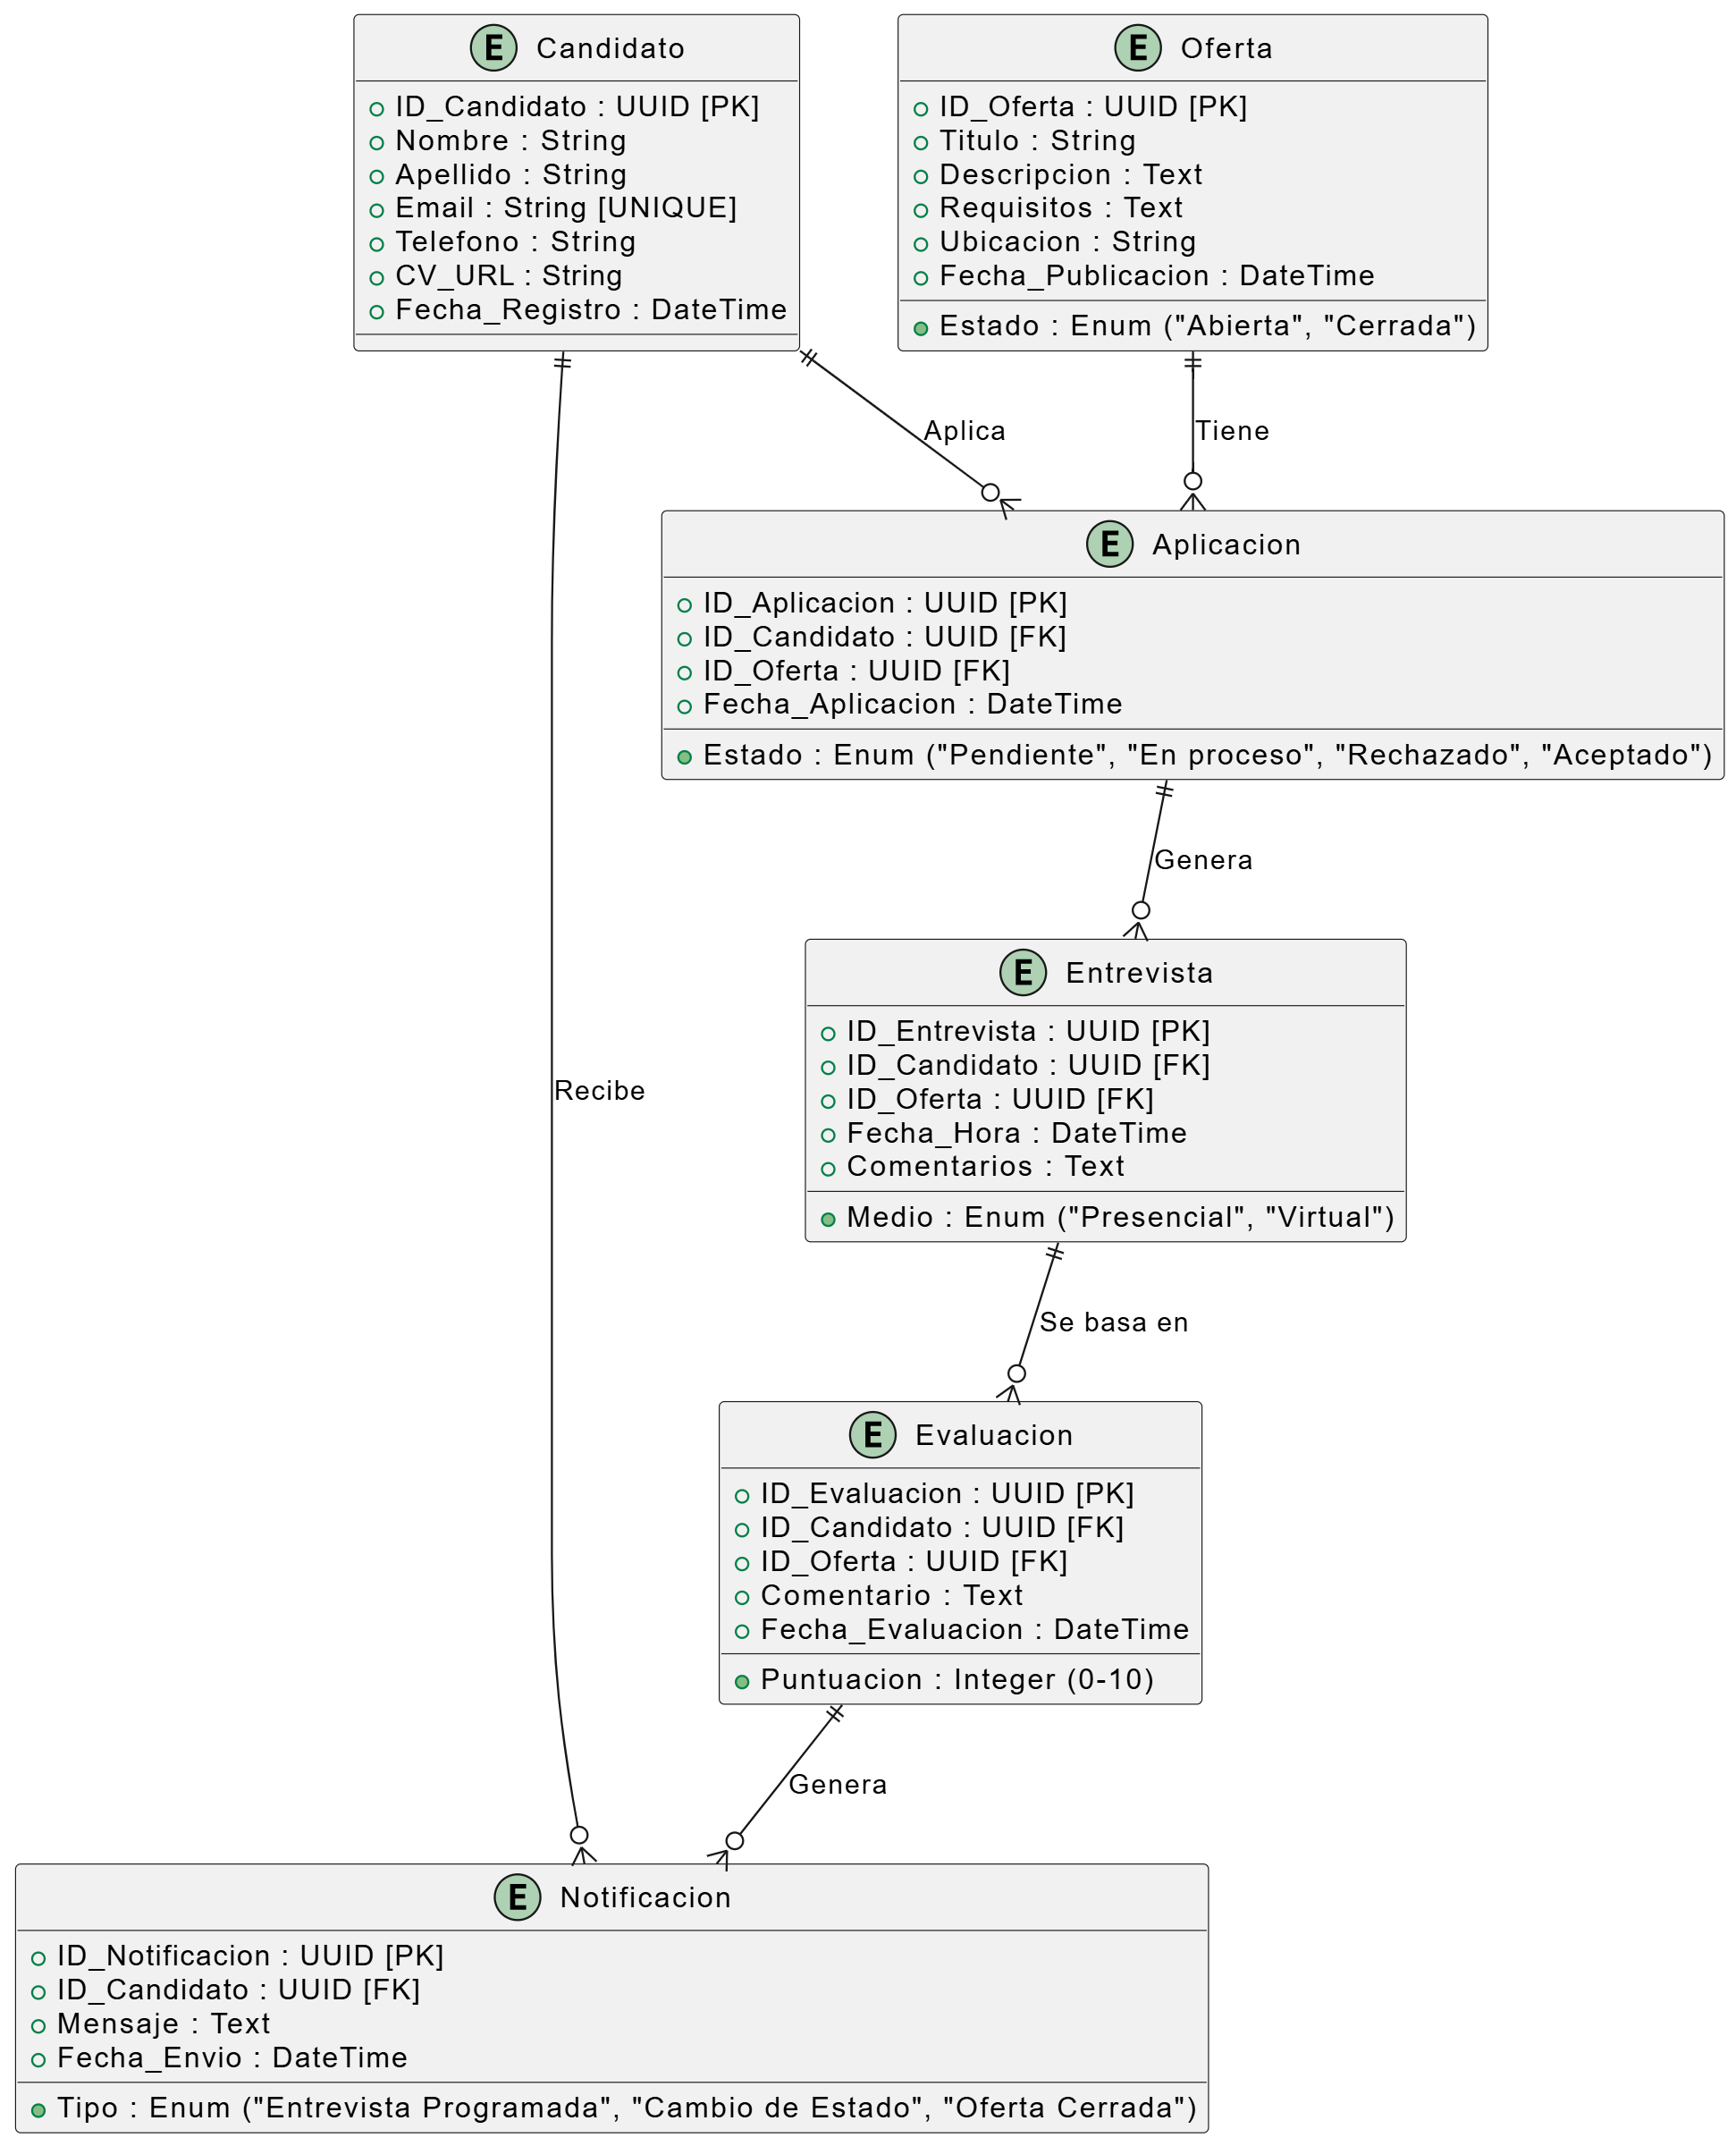 E Candidato
ID_Candidato : UUID [PK]
Nombre : String
Apellido : String
Email : String [UNIQUE]
Telefono : String
CV_URL : String
Fecha_Registro : DateTime
E Oferta
ID_Oferta : UUID [PK]
Titulo : String
Descripcion : Text
Requisitos : Text
Ubicacion : String
Fecha_Publicacion : DateTime
Estado : Enum ("Abierta", "Cerrada")
Aplica
Tiene
E Aplicacion
ID_Aplicacion : UUID [PK]
ID_Candidato : UUID [FK]
ID_Oferta : UUID [FK]
Fecha_Aplicacion : DateTime
Estado : Enum ("Pendiente", "En proceso", "Rechazado", "Aceptado")
Genera
E Entrevista
ID_Entrevista : UUID [PK]
ID_Candidato : UUID [FK]
ID_Oferta : UUID [FK]
Fecha_Hora : DateTime
Comentarios : Text
Medio : Enum ("Presencial", "Virtual")
Recibe
Se basa en
E Evaluacion
ID_Evaluacion : UUID [PK]
ID_Candidato : UUID [FK]
ID_Oferta : UUID [FK]
Comentario : Text
Fecha_Evaluacion : DateTime
Puntuacion : Integer (0-10)
Genera
E Notificacion
ID_Notificacion : UUID [PK]
ID_Candidato : UUID [FK]
Mensaje : Text
Fecha_Envio : DateTime
Tipo : Enum ("Entrevista Programada", "Cambio de Estado", "Oferta Cerrada")